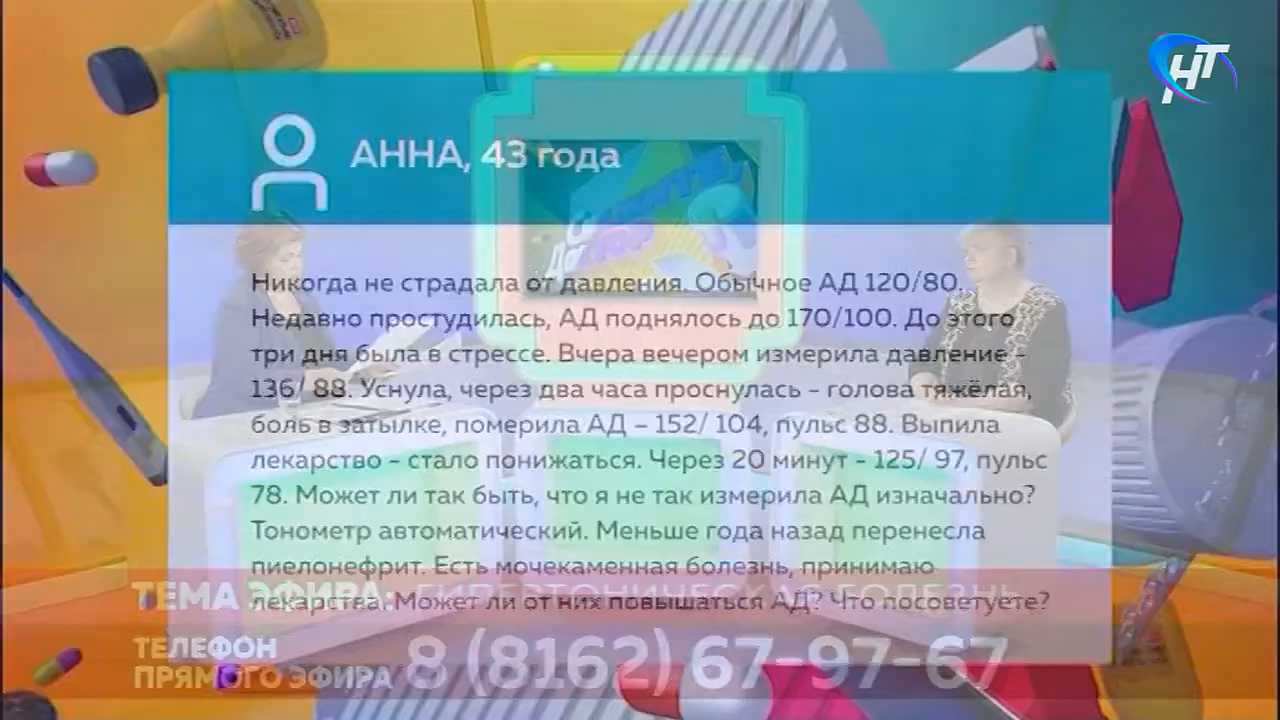 НТ
АННА, 43 года
Никогда не страдала от давления. Обычное АД 120/80.
Недавно простудилась, АД поднялось до 170/100. До этого
три дня была в стрессе. Вчера вечером измерила давление -
136/ 88. Уснула, через два часа проснулась - голова тяжёлая,
боль в затылке, померила АД – 152/ 104, пульс 88. Выпила
лекарство - стало понижаться. Через 20 минут - 125/ 97, пульс
78. Может ли так быть, что я не так измерила АД изначально?
Тонометр автоматический. Меньше года назад перенесла
пиелонефрит. Есть мочекаменная болезнь, принимаю
лекарства. Может ли от них повышаться АД? Что посоветуете?
ТЕМА ЭФИРА: ГИПЕРТОНИЧЕСКАЯ БОЛЕЗНЬ
ТЕЛЕФОН
ПРЯМОГО ЭФИРА 8 (8162) 67-97-67